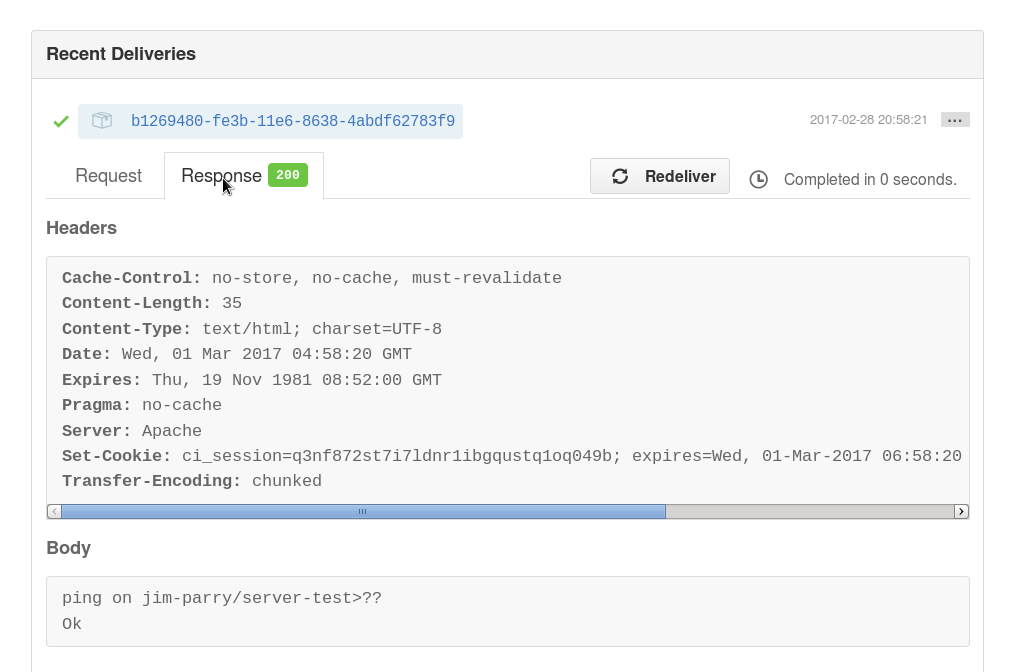 Recent Deliveries
b1269480-fe3b-11e6-8638-4abdf62783f9 2017-02-28 20:58:21 ...
Request Response 200 Redeliver Completed in 0 seconds.
Headers
Cache-Control: no-store, no-cache, must-revalidate
Content-Length: 35
Content-Type: text/html; charset=UTF-8
Date: Wed, 01 Mar 2017 04:58:20 GMT
Expires: Thu, 19 Nov 1981 08:52:00 GMT
Pragma: no-cache
Server: Apache
Set-Cookie: ci_session=q3nf872st7i7ldnr1ibgqustq1oq049b; expires=Wed, 01-Mar-2017 06:58:20
Transfer-Encoding: chunked
Body
ping on jim-parry/server-test>??
Ok